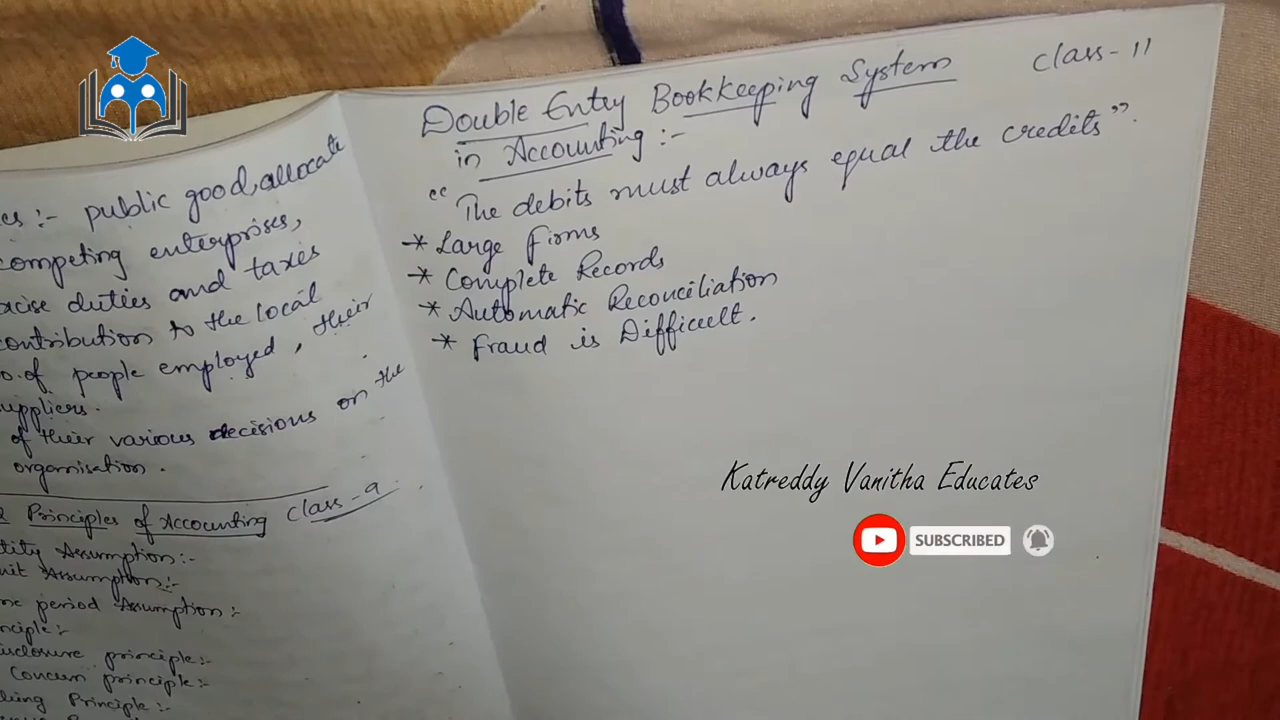 public good, allocate
competing enterprises,
duties and taxes
contribution to the local
of people employed, their
of their various decisions on the
organisation.
Principles of Accounting Class-9
Assumption:-
Assumption:-
period Assumption:-
principle:-
Concern principle:-
Principle:-
Double Entry Bookkeeping System Class-11
in Accounting:-
"The debits must always equal the credits".
* Large firms
* Complete Records
* Automatic Reconciliation
* Fraud is Difficult.
Katreddy Vanitha Educates
SUBSCRIBED